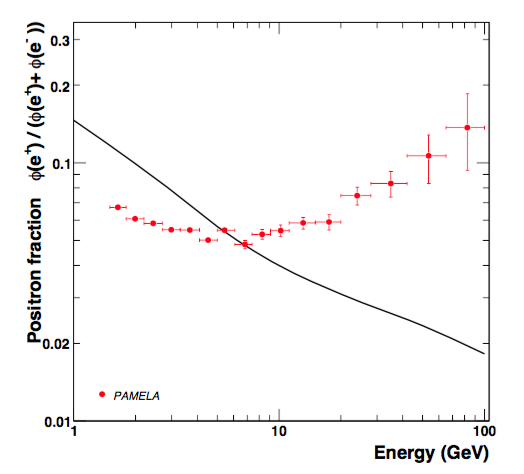 Positron fraction φ(e⁺) / (φ(e⁺)+ φ(e⁻))
0.3
0.2
0.1
0.02
0.01
PAMELA
1
10
100
Energy (GeV)